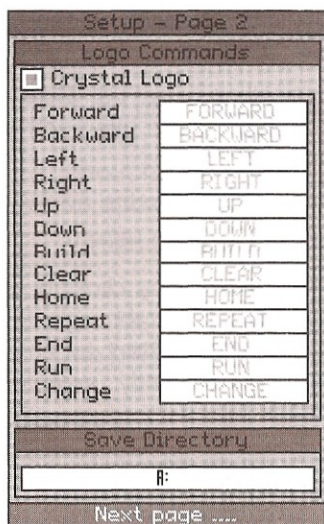 Setup - Page 2
Logo Commands
Crystal Logo
Forward FORWARD
Backward BACKWARD
Left LEFT
Right RIGHT
Up UP
Down DOWN
Build BUILD
Clear CLEAR
Home HOME
Repeat REPEAT
End END
Run RUN
Change CHANGE
Save Directory
A:
Next page ....